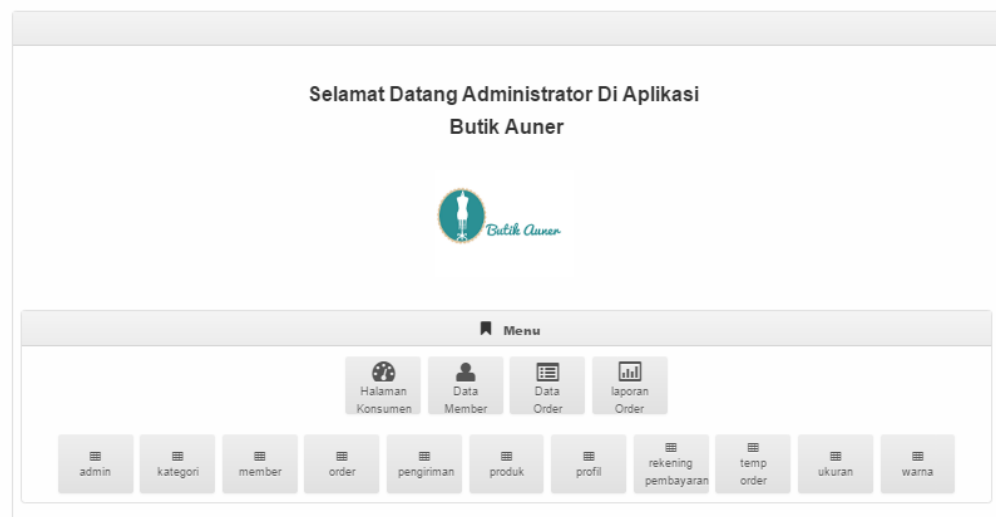 Selamat Datang Administrator Di Aplikasi
Butik Auner
Butik Auner
Menu
Halaman
Konsumen
Data
Member
Data
Order
laporan
Order
admin
kategori
member
order
pengiriman
produk
profil
rekening
pembayaran
temp
order
ukuran
warna